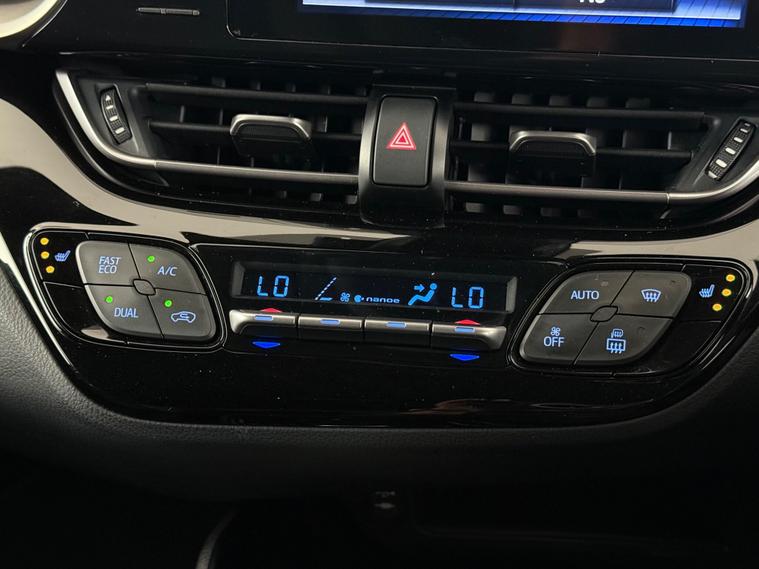 FAST
ECO
A/C
DUAL
LO
nanoe
LO
AUTO
OFF